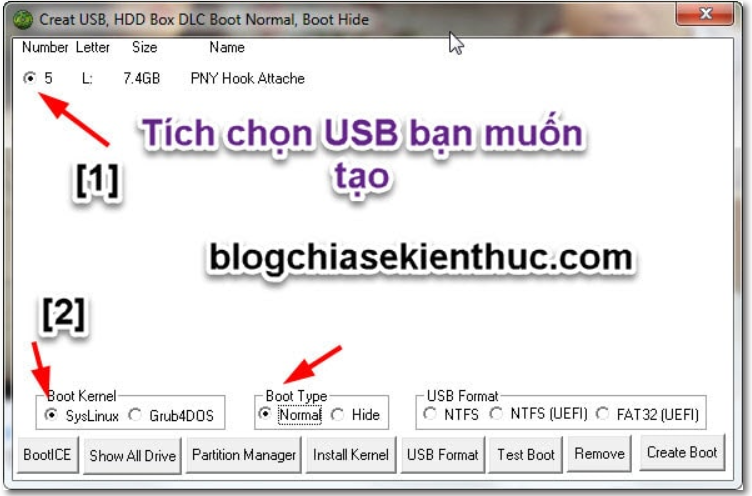 Creat USB, HDD Box DLC Boot Normal, Boot Hide
Number Letter Size Name
5 L: 7.4GB PNY Hook Attache
Tích chọn USB bạn muốn
tạo
[1]
blogchiasekienthuc.com
[2]
Boot Kernel Boot Type USB Format
SysLinux Grub4DOS Normal Hide NTFS NTFS (UEFI) FAT32 (UEFI)
BootICE Show All Drive Partition Manager Install Kernel USB Format Test Boot Remove Create Boot